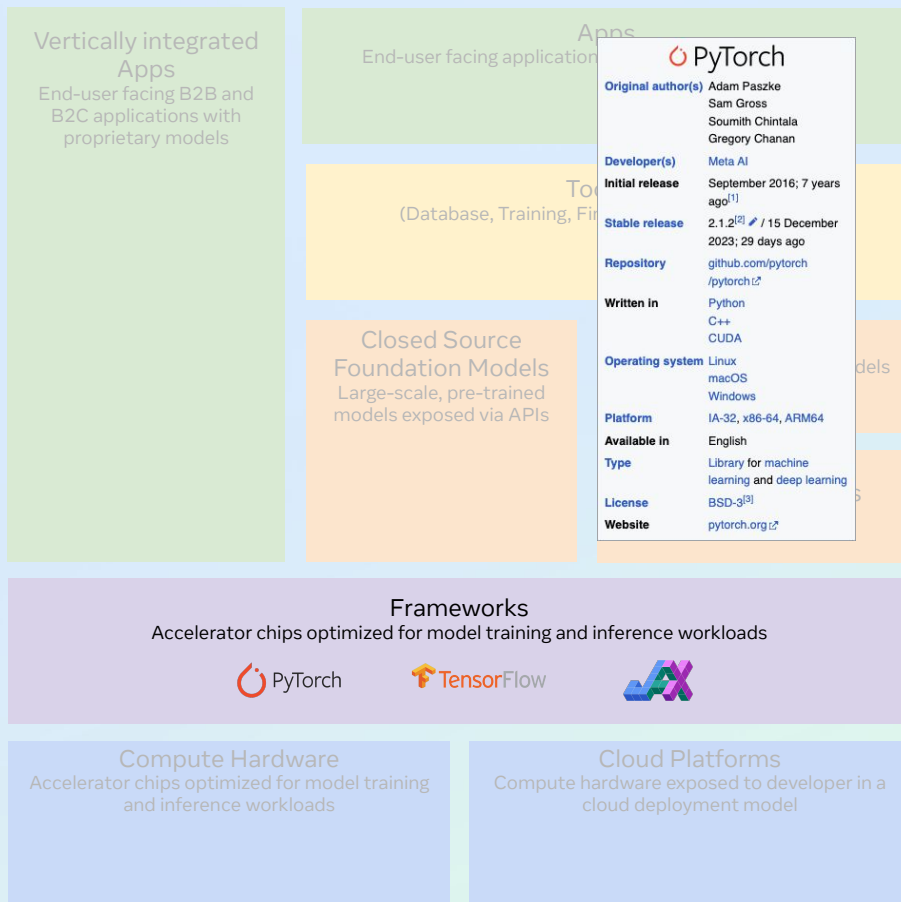 Vertically integrated
Apps
End-user facing B2B and
B2C applications with
proprietary models
Apps
End-user facing application
Too
(Database, Training,
Closed Source
Foundation Models
Large-scale, pre-trained
models exposed via APIs
dels
s
PyTorch
Original author(s) Adam Paszke
Sam Gross
Soumith Chintala
Gregory Chanan
Developer(s) Meta AI
Initial release September 2016; 7 years
ago[1]
Stable release 2.1.2[2] / 15 December
2023; 29 days ago
Repository github.com/pytorch
/pytorch
Written in Python
C++
CUDA
Operating system Linux
macOS
Windows
Platform IA-32, x86-64, ARM64
Available in English
Type Library for machine
learning and deep learning
License BSD-3[3]
Website pytorch.org
Frameworks
Accelerator chips optimized for model training and inference workloads
PyTorch TensorFlow JAX
Compute Hardware
Accelerator chips optimized for model training
and inference workloads
Cloud Platforms
Compute hardware exposed to developer in a
cloud deployment model